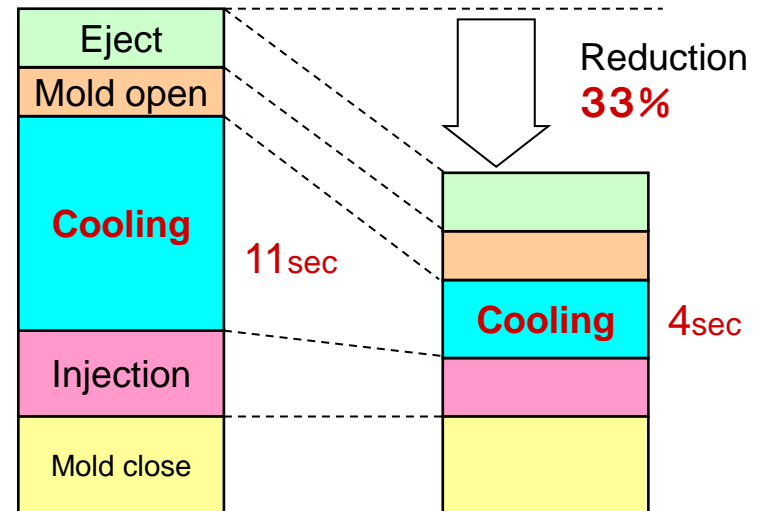 Eject
Mold open
Cooling
11sec
Injection
Mold close
Reduction
33%
Cooling
4sec